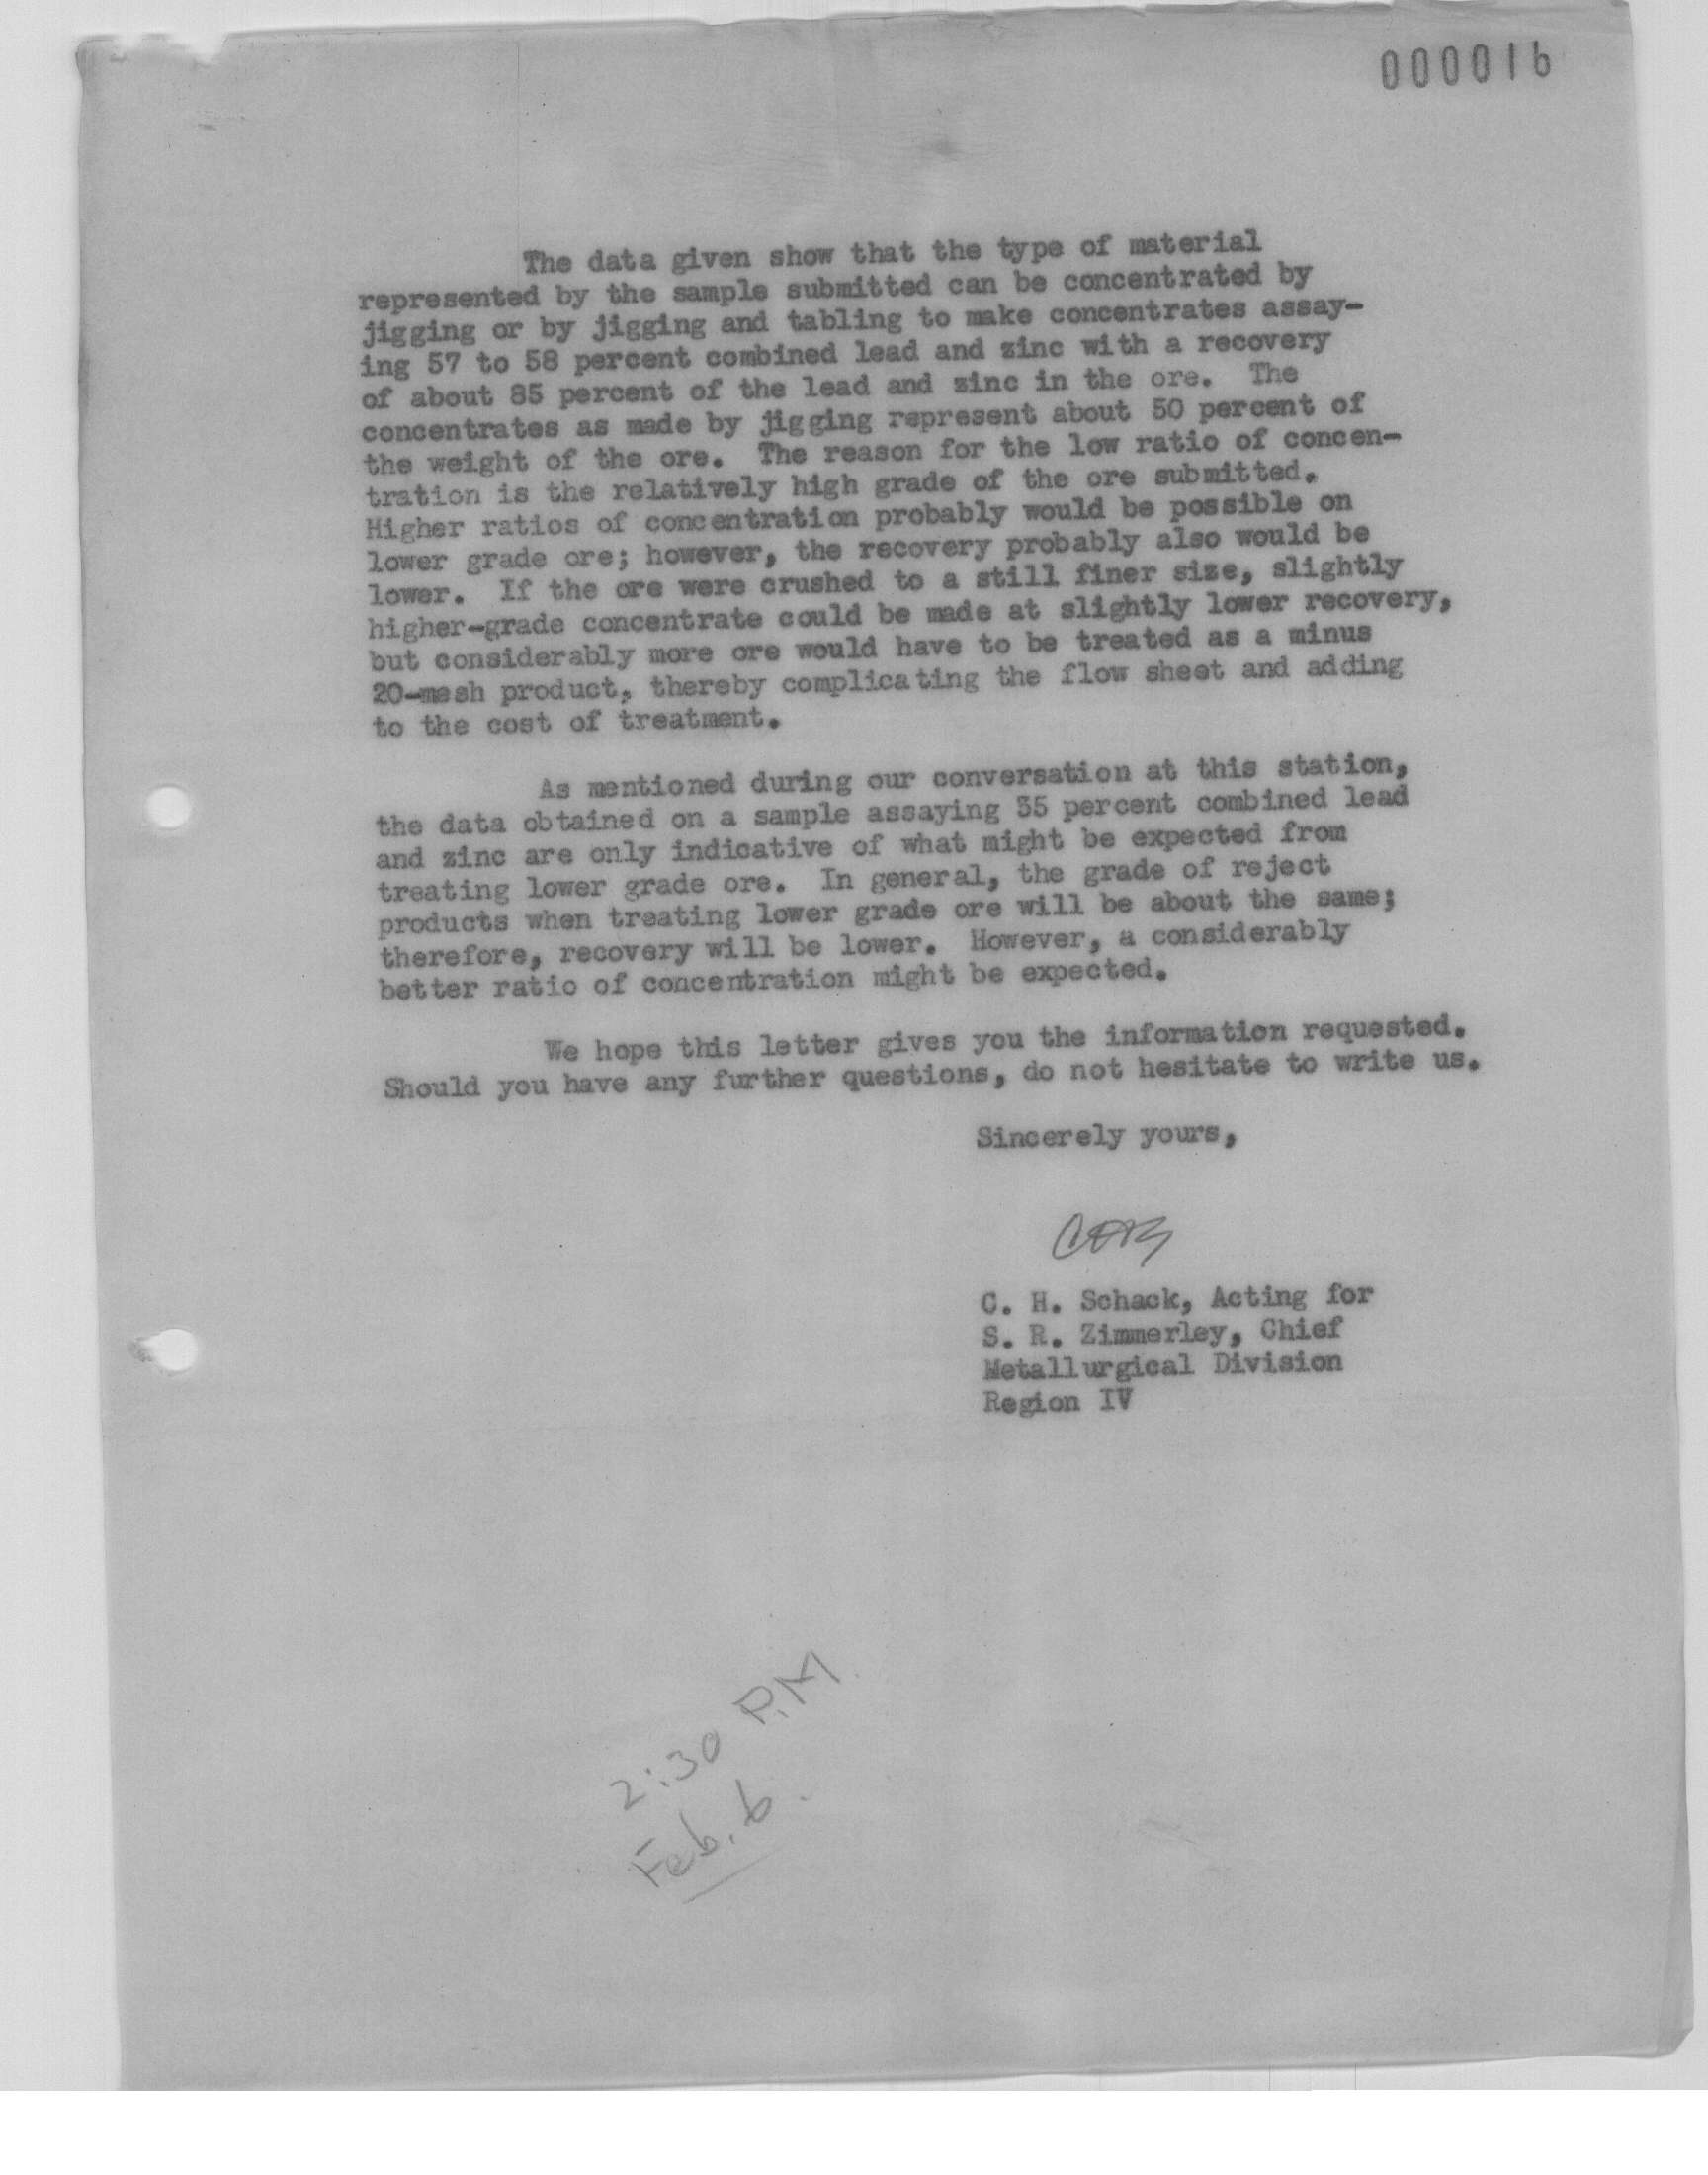 000016
The data given show that the type of material
represented by the sample submitted can be concentrated by
jigging or by jigging and tabling to make concentrates assay-
ing 57 to 58 percent combined lead and zinc with a recovery
of about 85 percent of the lead and zinc in the ore. The
concentrates as made by jigging represent about 50 percent of
the weight of the ore. The reason for the low ratio of concen-
tration is the relatively high grade of the ore submitted.
Higher ratios of concentration probably would be possible on
lower grade ore; however, the recovery probably also would be
lower. If the ore were crushed to a still finer size, slightly
higher-grade concentrate could be made at slightly lower recovery,
but considerably more ore would have to be treated as a minus
20-mesh product, thereby complicating the flow sheet and adding
to the cost of treatment.
As mentioned during our conversation at this station,
the data obtained on a sample assaying 35 percent combined lead
and zinc are only indicative of what might be expected from
treating lower grade ore. In general, the grade of reject
products when treating lower grade ore will be about the same;
therefore, recovery will be lower. However, a considerably
better ratio of concentration might be expected.
We hope this letter gives you the information requested.
Should you have any further questions, do not hesitate to write us.
Sincerely yours,
C. H. Schack, Acting for
S. R. Zimmerley, Chief
Metallurgical Division
Region IV
2:30 P.M.
Feb. 6.